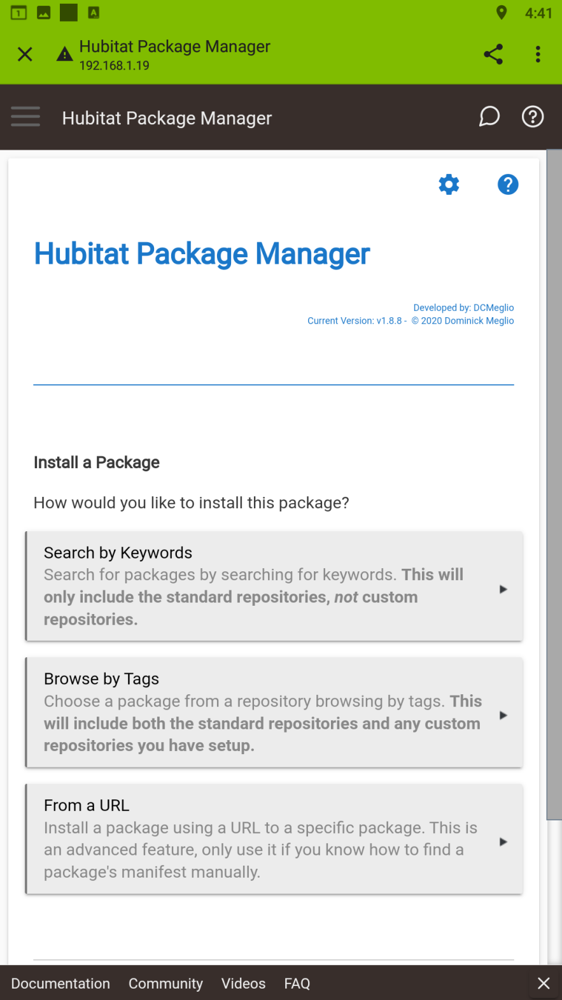 1 A 4:41
Hubitat Package Manager
192.168.1.19
Hubitat Package Manager
Hubitat Package Manager
Developed by: DCMeglio
Current Version: v1.8.8 - © 2020 Dominick Meglio
Install a Package
How would you like to install this package?
Search by Keywords
Search for packages by searching for keywords. This will
only include the standard repositories, not custom
repositories.
Browse by Tags
Choose a package from a repository browsing by tags. This
will include both the standard repositories and any custom
repositories you have setup.
From a URL
Install a package using a URL to a specific package. This is
an advanced feature, only use it if you know how to find a
package's manifest manually.
Documentation Community Videos FAQ